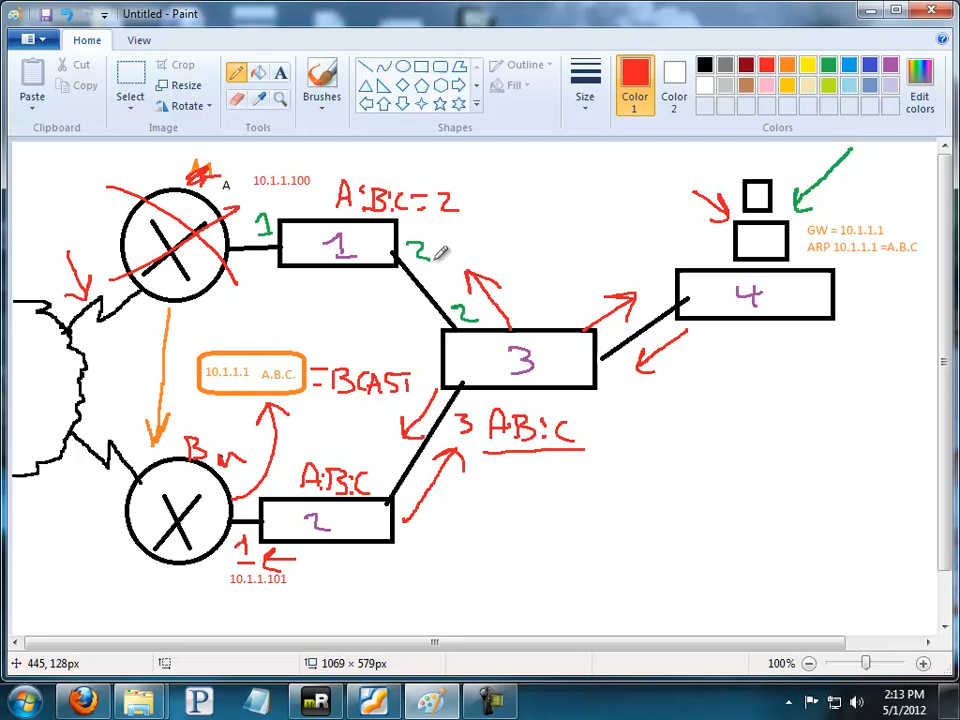 Untitled - Paint
Home
View
Paste
Cut
Copy
Clipboard
Select
Crop
Resize
Rotate
Image
A
Tools
Brushes
Shapes
Outline
Fill
Size
Color 1
Color 2
Edit colors
Colors
A
10.1.1.100
A:B:C=2
1
1
2
GW = 10.1.1.1
ARP 10.1.1.1 =A.B.C
4
2
3
10.1.1.1 A.B.C.
=BCAST
3 A:B:C
B
A:B:C
2
1
10.1.1.101
445, 128px
1069 × 579px
100%
P
mR
2:13 PM
5/1/2012